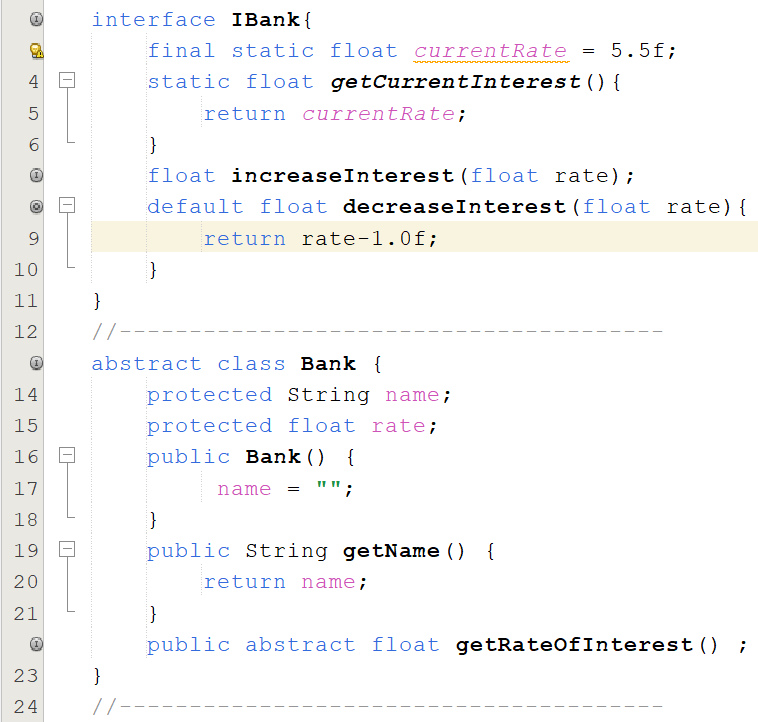 interface IBank{
final static float currentRate = 5.5f;
4 static float getCurrentInterest(){
5 return currentRate;
6 }
float increaseInterest(float rate);
default float decreaseInterest(float rate){
9 return rate-1.0f;
10 }
11 }
12 //---------------------------------------
abstract class Bank {
14 protected String name;
15 protected float rate;
16 public Bank() {
17 name = "";
18 }
19 public String getName() {
20 return name;
21 }
public abstract float getRateOfInterest() ;
23 }
24 //---------------------------------------